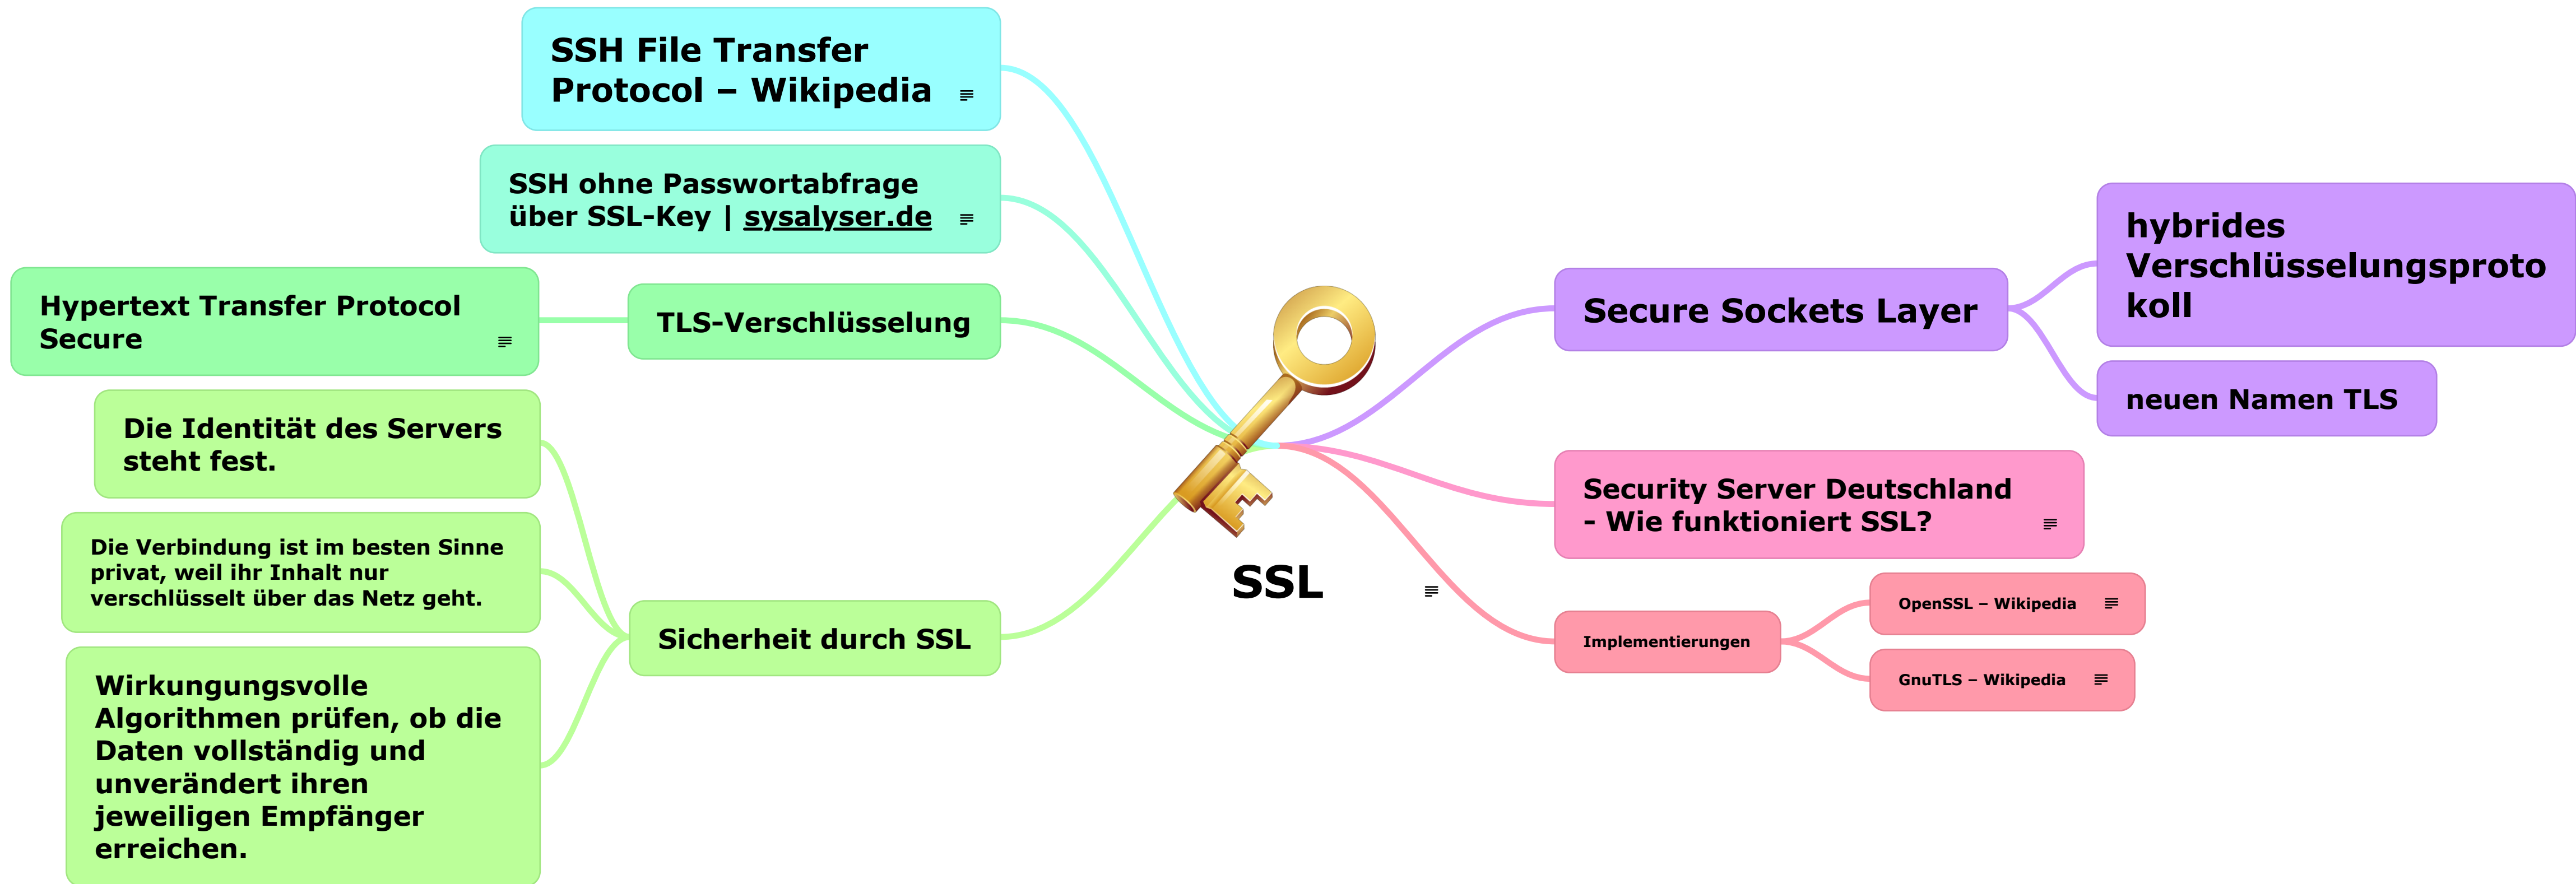 SSH File Transfer
Protocol – Wikipedia
SSH ohne Passwortabfrage
über SSL-Key | sysalyser.de
Hypertext Transfer Protocol
Secure
TLS-Verschlüsselung
Die Identität des Servers
steht fest.
Die Verbindung ist im besten Sinne
privat, weil ihr Inhalt nur
verschlüsselt über das Netz geht.
Wirkungungsvolle
Algorithmen prüfen, ob die
Daten vollständig und
unverändert ihren
jeweiligen Empfänger
erreichen.
Sicherheit durch SSL
SSL
Secure Sockets Layer
hybrides
Verschlüsselungsproto
koll
neuen Namen TLS
Security Server Deutschland
- Wie funktioniert SSL?
Implementierungen
OpenSSL – Wikipedia
GnuTLS – Wikipedia